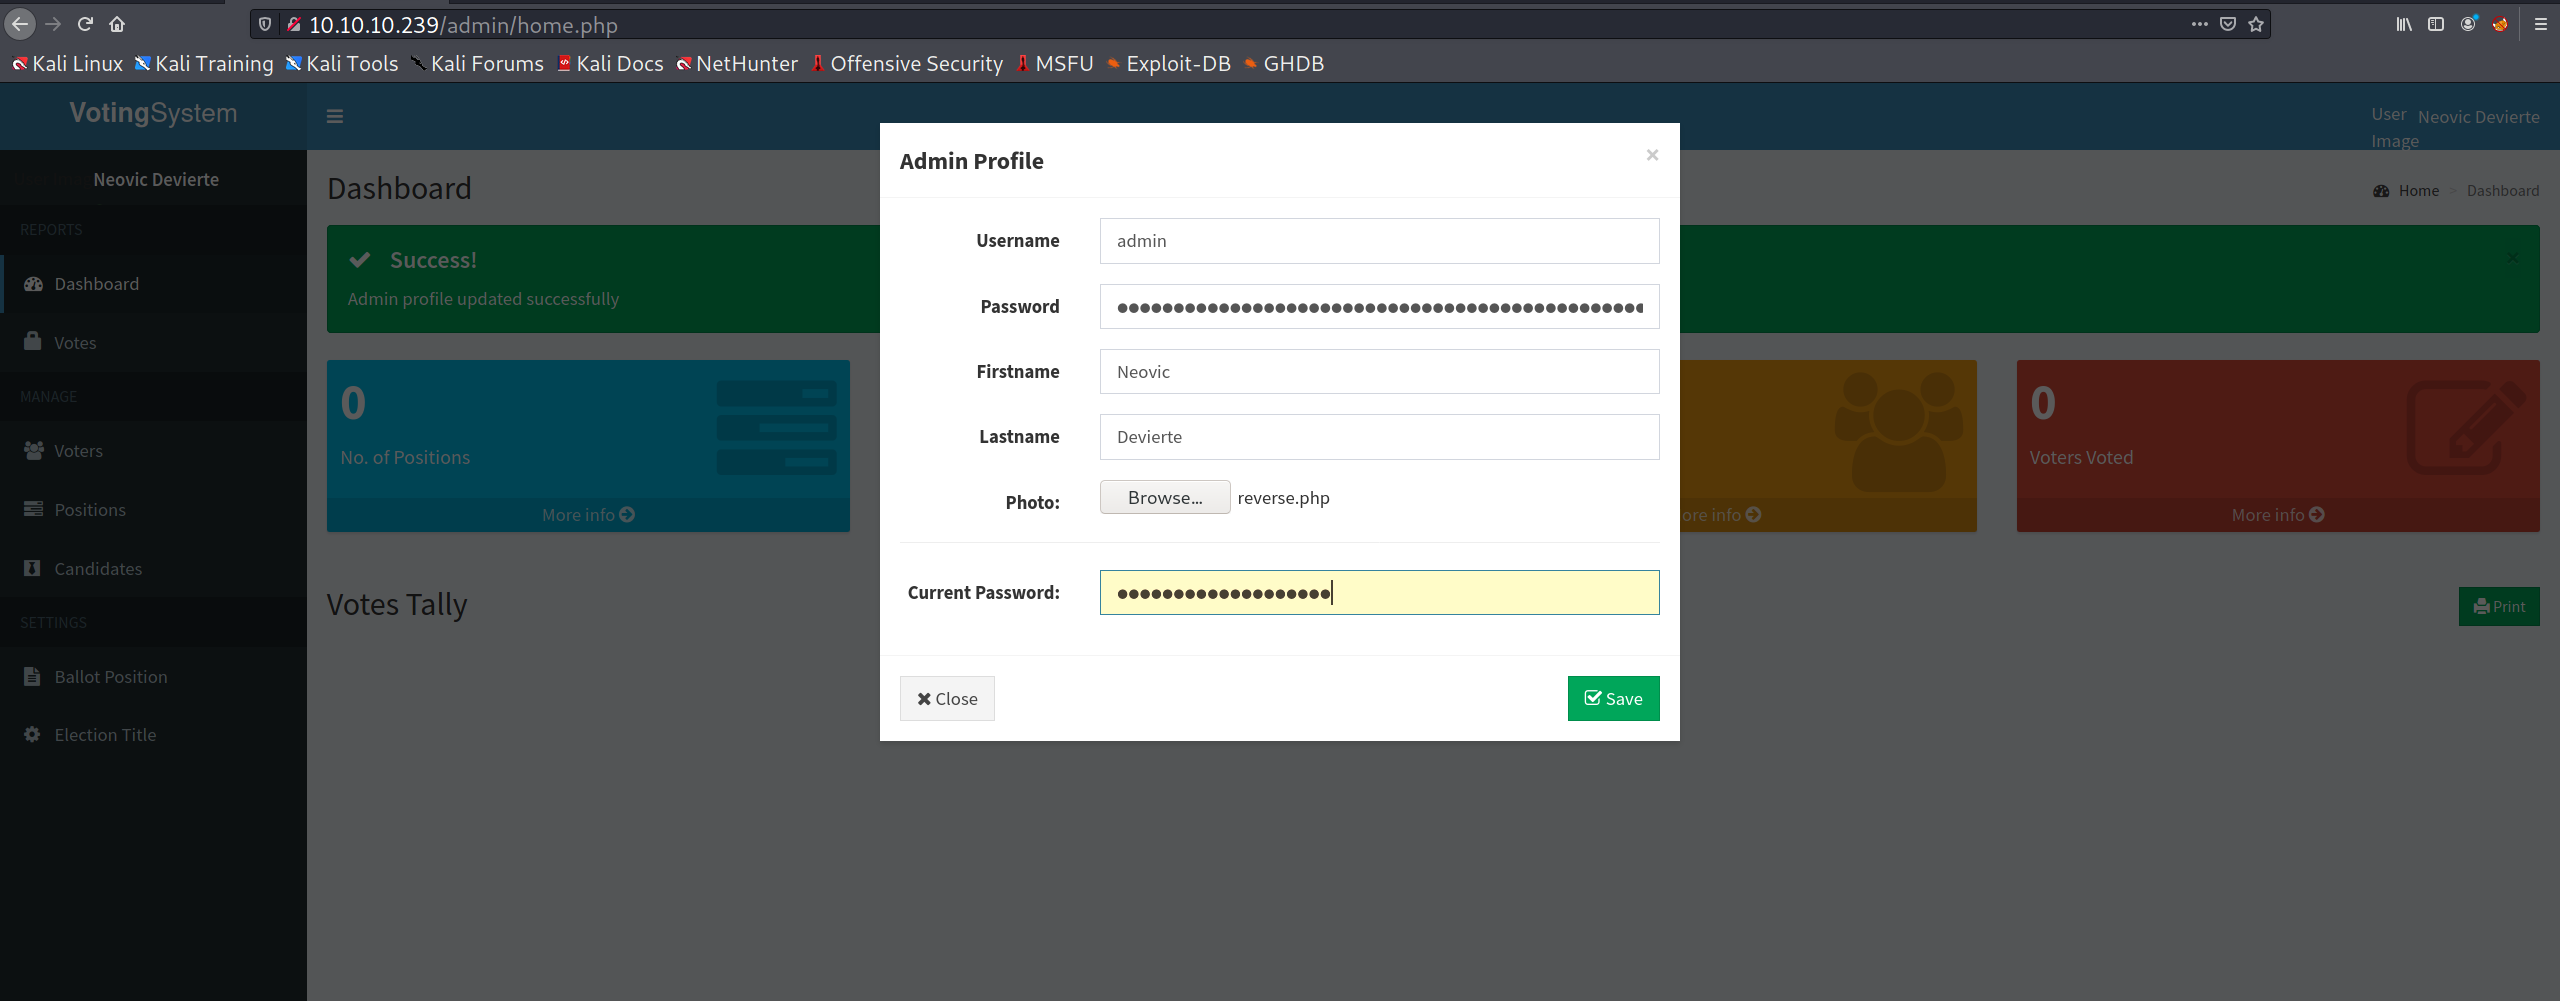 10.10.10.239/admin/home.php
Kali Linux Kali Training Kali Tools Kali Forums Kali Docs NetHunter Offensive Security MSFU Exploit-DB GHDB
VotingSystem
User Image Neovic Devierte
Neovic Devierte
REPORTS
Dashboard
Votes
MANAGE
Voters
Positions
Candidates
SETTINGS
Ballot Position
Election Title
Dashboard
Home > Dashboard
Success!
Admin profile updated successfully
×
0
No. of Positions
More info
ore info
0
Voters Voted
More info
Votes Tally
Print
Admin Profile
×
Username admin
Password
Firstname Neovic
Lastname Devierte
Photo: Browse... reverse.php
Current Password:
Close
Save